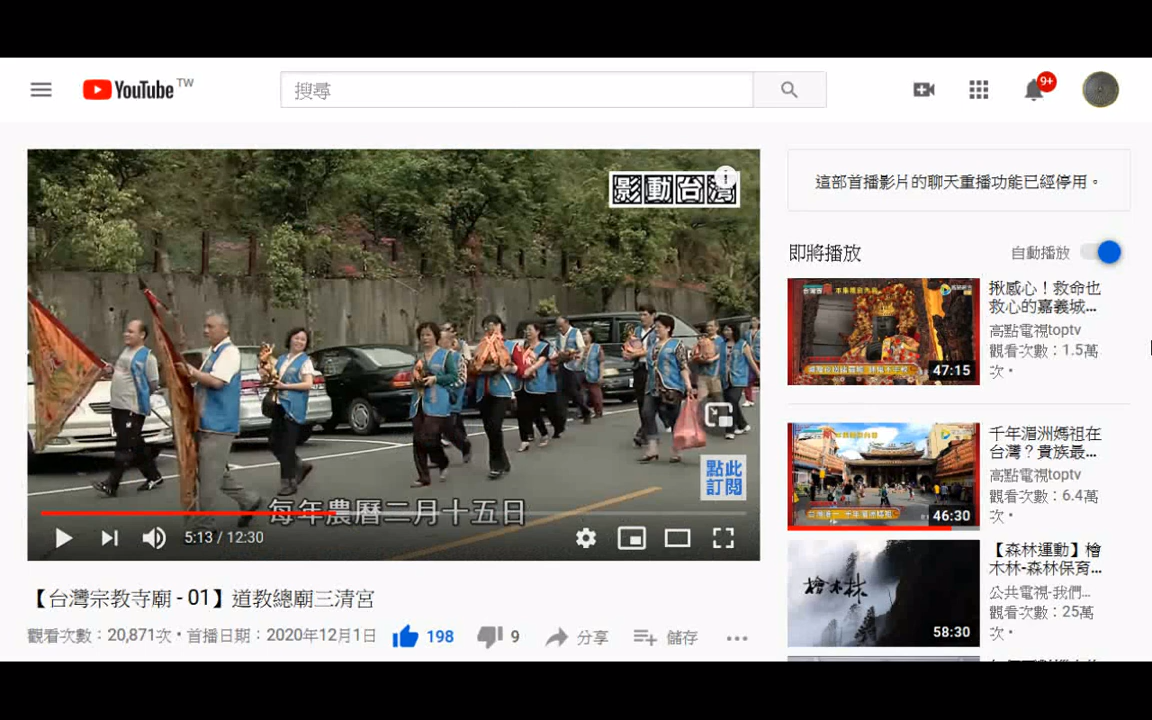 YouTube TW
搜尋
9+
影動台灣
點此
訂閱
每年農曆二月十五日
5:13 / 12:30
【台灣宗教寺廟 - 01】道教總廟三清宮
觀看次數：20,871次 • 首播日期：2020年12月1日
198
9
分享
儲存
這部首播影片的聊天重播功能已經停用。
即將播放
自動播放
47:15
揪感心！救命也
救心的嘉義城...
高點電視toptv
觀看次數：1.5萬
次 •
46:30
千年湄洲媽祖在
台灣？貴族最...
高點電視toptv
觀看次數：6.4萬
次 •
檜木林
58:30
【森林運動】檜
木林-森林保育...
公共電視-我們...
觀看次數：25萬
次 •